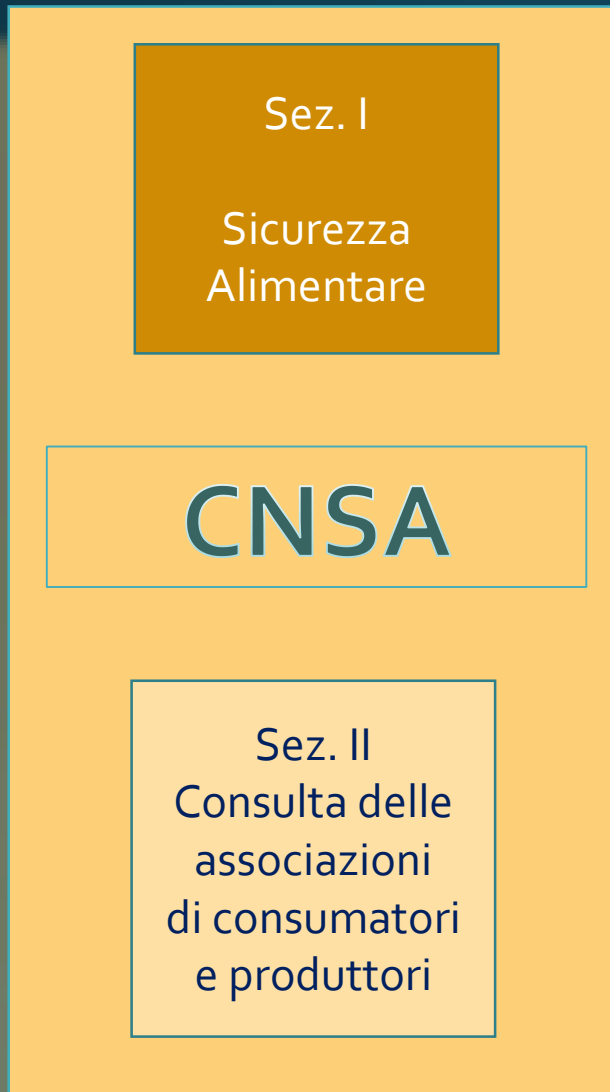 Sez. I
Sicurezza
Alimentare
CNSA
Sez. II
Consulta delle
associazioni
di consumatori
e produttori